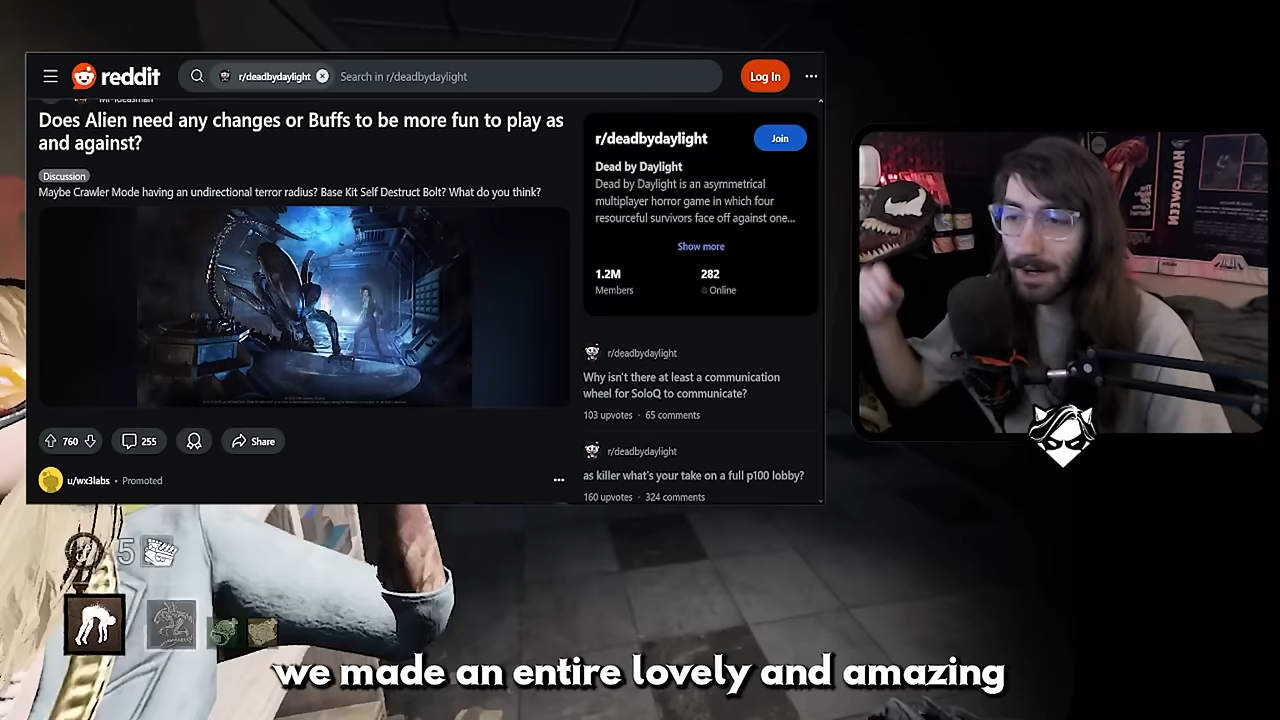 reddit
r/deadbydaylight
Search in r/deadbydaylight
Log In
Does Alien need any changes or Buffs to be more fun to play as
and against?
Discussion
Maybe Crawler Mode having an undirectional terror radius? Base Kit Self Destruct Bolt? What do you think?
760
255
Share
u/wx3labs • Promoted
r/deadbydaylight
Join
Dead by Daylight
Dead by Daylight is an asymmetrical
multiplayer horror game in which four
resourceful survivors face off against one...
Show more
1.2M
282
Members
Online
r/deadbydaylight
Why isn't there at least a communication
wheel for SoloQ to communicate?
103 upvotes · 65 comments
r/deadbydaylight
as killer what's your take on a full p100 lobby?
160 upvotes · 324 comments
HALLOWEEN
5
we made an entire lovely and amazing